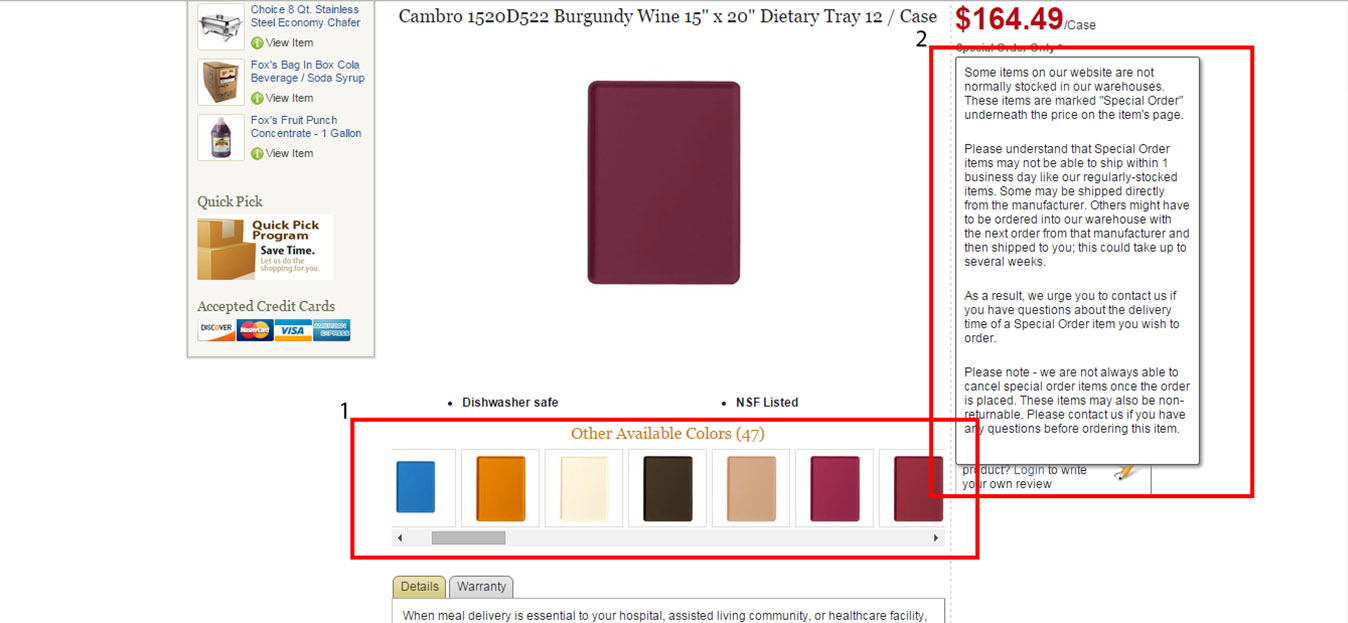 Choice 8 Qt. Stainless
Steel Economy Chafer
View Item
Fox's Bag In Box Cola
Beverage / Soda Syrup
View Item
Fox's Fruit Punch
Concentrate - 1 Gallon
View Item
Quick Pick
Quick Pick
Program
Save Time.
Let us do the
shopping for you.
Accepted Credit Cards
DISCOVER
MasterCard
VISA
AMERICAN
EXPRESS
Cambro 1520D522 Burgundy Wine 15" x 20" Dietary Tray 12 / Case
• Dishwasher safe
• NSF Listed
1
Other Available Colors (47)
Details
Warranty
When meal delivery is essential to your hospital, assisted living community, or healthcare facility,
$164.49/Case
2
Special Order Only *
Some items on our website are not
normally stocked in our warehouses.
These items are marked "Special Order"
underneath the price on the item's page.
Please understand that Special Order
items may not be able to ship within 1
business day like our regularly-stocked
items. Some may be shipped directly
from the manufacturer. Others might have
to be ordered into our warehouse with
the next order from that manufacturer and
then shipped to you; this could take up to
several weeks.
As a result, we urge you to contact us if
you have questions about the delivery
time of a Special Order item you wish to
order.
Please note - we are not always able to
cancel special order items once the order
is placed. These items may also be non-
returnable. Please contact us if you have
any questions before ordering this item.
product? Login to write
your own review